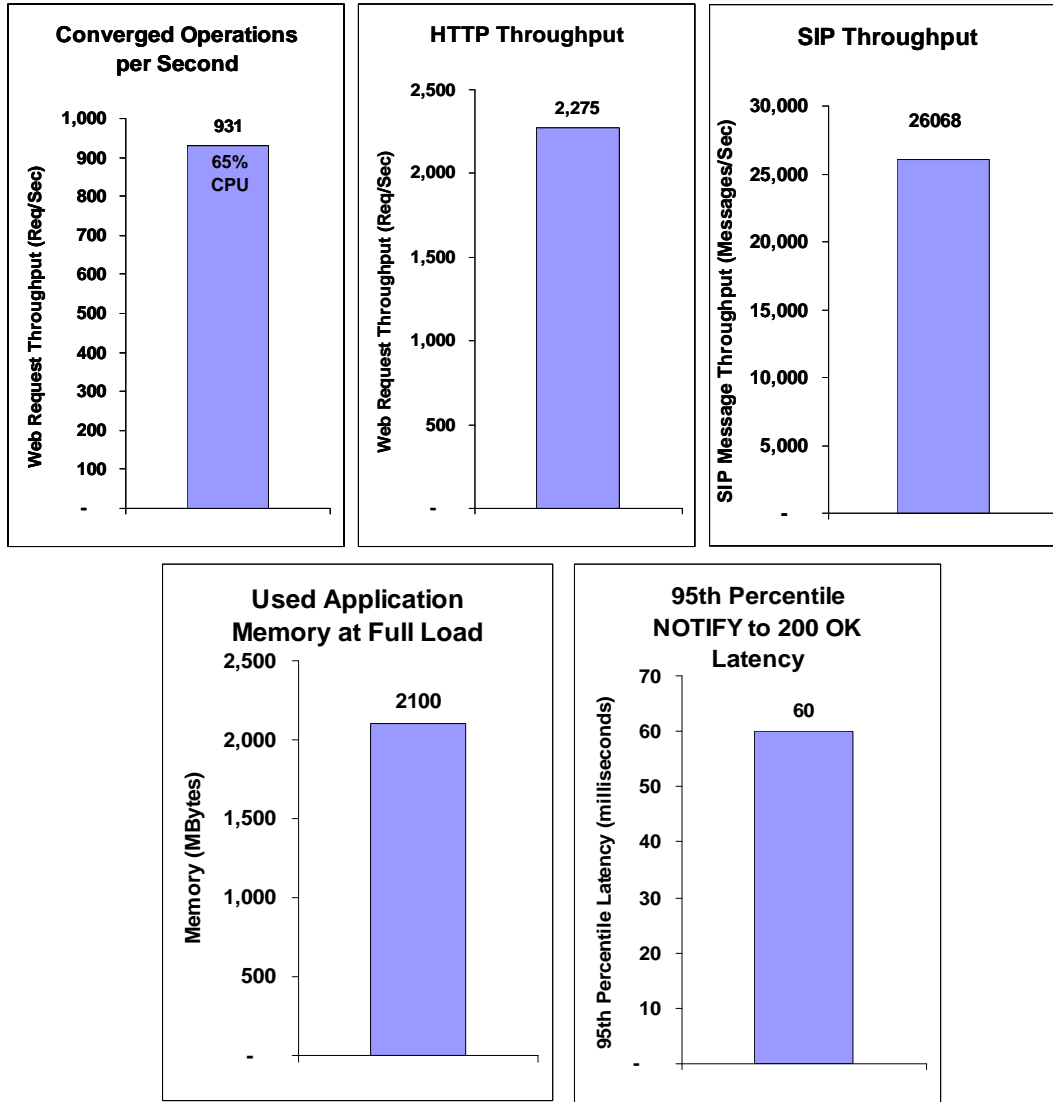 Converged Operations
per Second
Web Request Throughput (Req/Sec)
1,000
900
800
700
600
500
400
300
200
100
-
931
65%
CPU
HTTP Throughput
Web Request Throughput (Req/Sec)
2,500
2,000
1,500
1,000
500
-
2,275
SIP Throughput
SIP Message Throughput (Messages/Sec)
30,000
25,000
20,000
15,000
10,000
5,000
-
26068
Used Application
Memory at Full Load
Memory (MBytes)
2,500
2,000
1,500
1,000
500
-
2100
95th Percentile
NOTIFY to 200 OK
Latency
95th Percentile Latency (milliseconds)
70
60
50
40
30
20
10
-
60